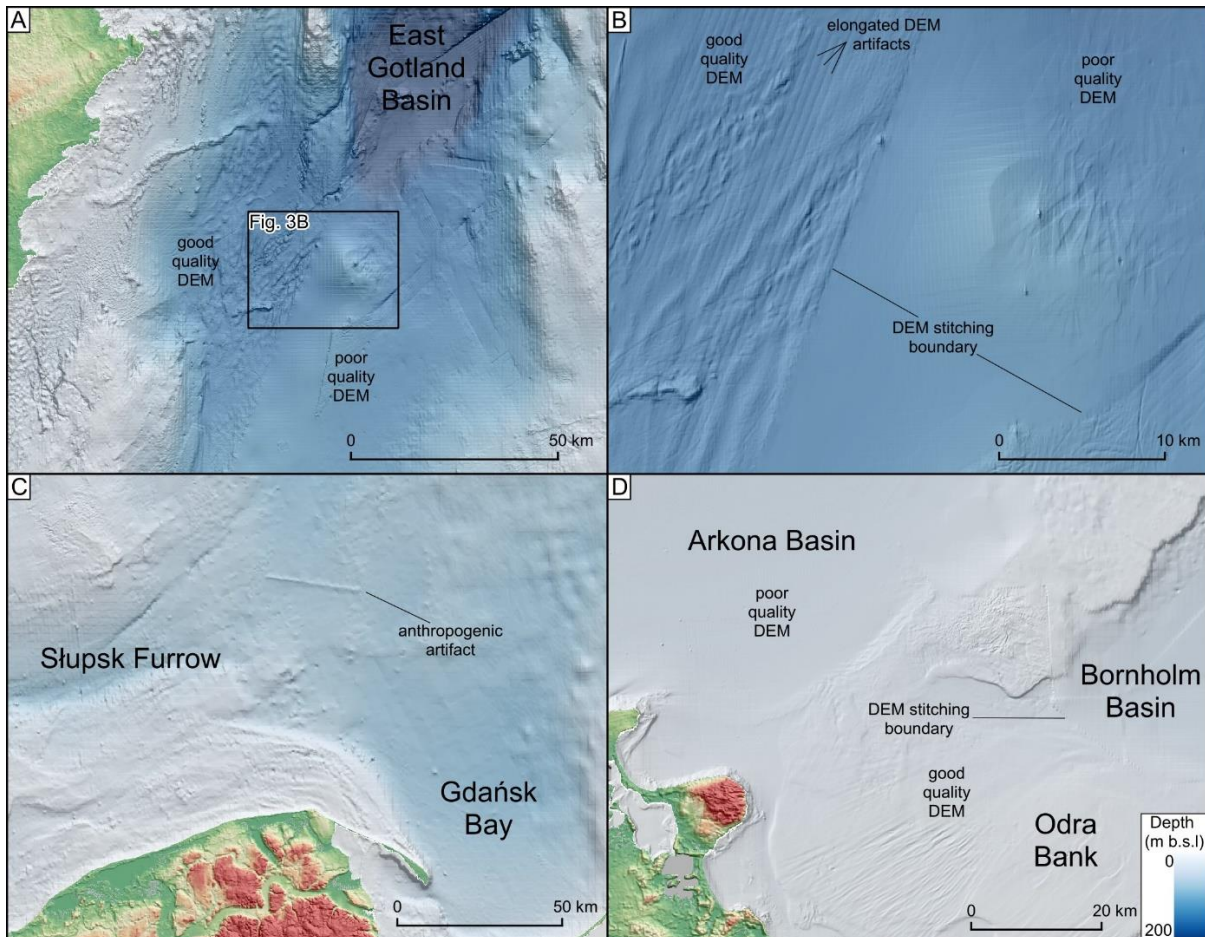 A
East
Gotland
Basin
Fig. 3B
good
quality
DEM
poor
quality
DEM
0
50 km
B
good
quality
DEM
elongated DEM
artifacts
poor
quality
DEM
DEM stitching
boundary
0
10 km
C
anthropogenic
artifact
Słupsk Furrow
Gdańsk
Bay
0
50 km
D
Arkona Basin
poor
quality
DEM
Bornholm
Basin
DEM stitching
boundary
good
quality
DEM
Odra
Bank
0
20 km
Depth
(m b.s.l)
0
200